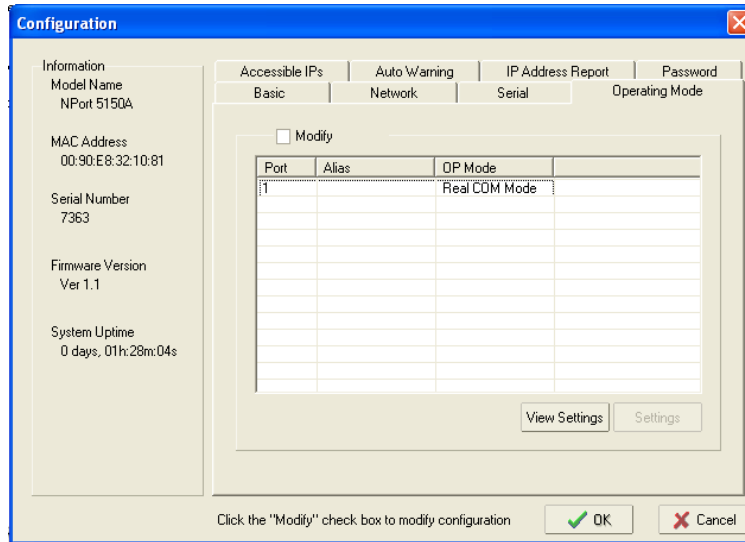 Configuration
Information
Model Name
NPort 5150A
MAC Address
00:90:E8:32:10:81
Serial Number
7363
Firmware Version
Ver 1.1
System Uptime
0 days, 01h:28m:04s
Accessible IPs Auto Warning IP Address Report Password
Basic Network Serial Operating Mode
Modify
Port Alias OP Mode
1 Real COM Mode
View Settings Settings
Click the "Modify" check box to modify configuration OK Cancel